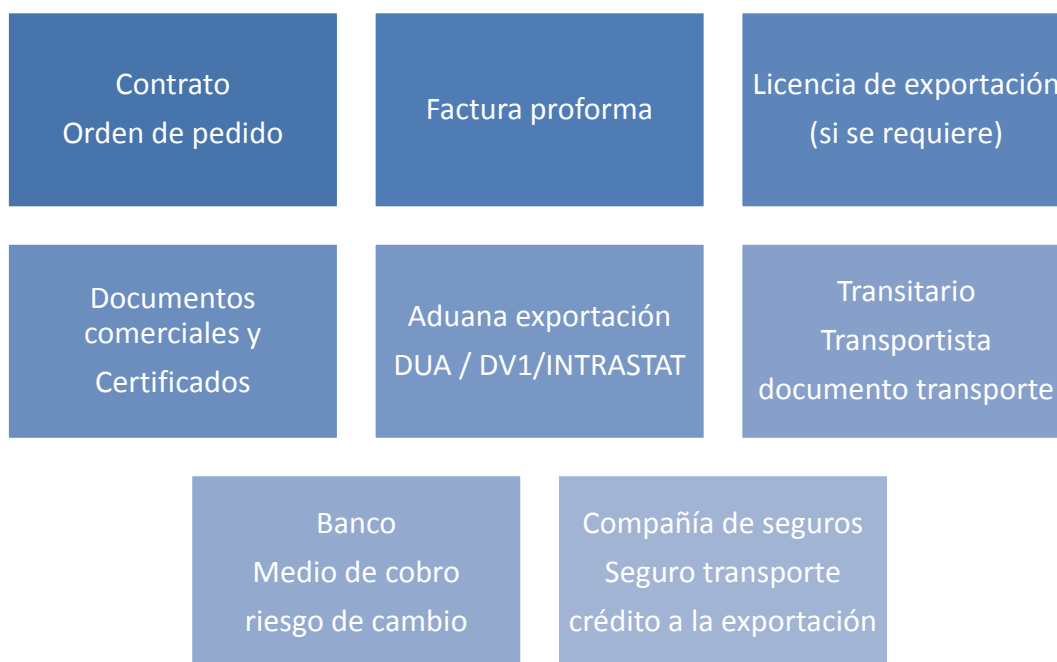 Contrato
Orden de pedido
Factura proforma
Licencia de exportación
(si se requiere)
Documentos
comerciales y
Certificados
Aduana exportación
DUA / DV1/INTRASTAT
Transitario
Transportista
documento transporte
Banco
Medio de cobro
riesgo de cambio
Compañía de seguros
Seguro transporte
crédito a la exportación